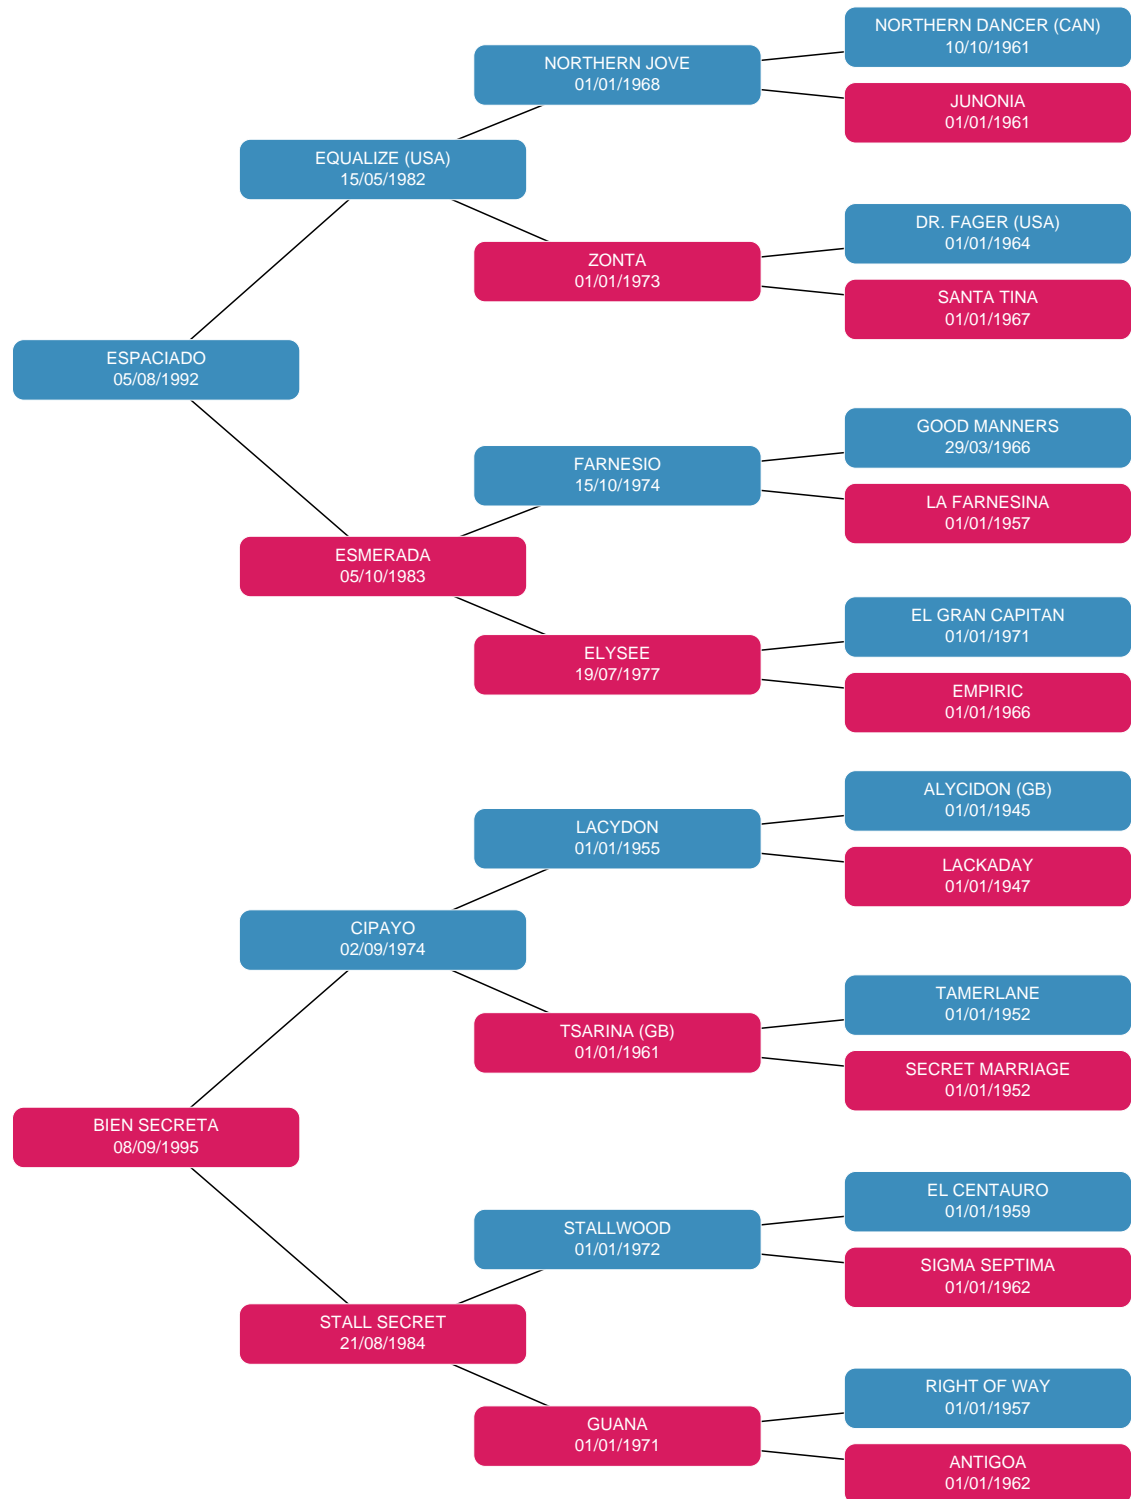 NORTHERN DANCER (CAN)
10/10/1961
NORTHERN JOVE
01/01/1968
JUNONIA
01/01/1961
EQUALIZE (USA)
15/05/1982
DR. FAGER (USA)
01/01/1964
ZONTA
01/01/1973
SANTA TINA
01/01/1967
ESPACIADO
05/08/1992
GOOD MANNERS
29/03/1966
FARNESIO
15/10/1974
LA FARNESINA
01/01/1957
ESMERADA
05/10/1983
EL GRAN CAPITAN
01/01/1971
ELYSEE
19/07/1977
EMPIRIC
01/01/1966
ALYCIDON (GB)
01/01/1945
LACYDON
01/01/1955
LACKADAY
01/01/1947
CIPAYO
02/09/1974
TAMERLANE
01/01/1952
TSARINA (GB)
01/01/1961
SECRET MARRIAGE
01/01/1952
BIEN SECRETA
08/09/1995
EL CENTAURO
01/01/1959
STALLWOOD
01/01/1972
SIGMA SEPTIMA
01/01/1962
STALL SECRET
21/08/1984
RIGHT OF WAY
01/01/1957
GUANA
01/01/1971
ANTIGOA
01/01/1962